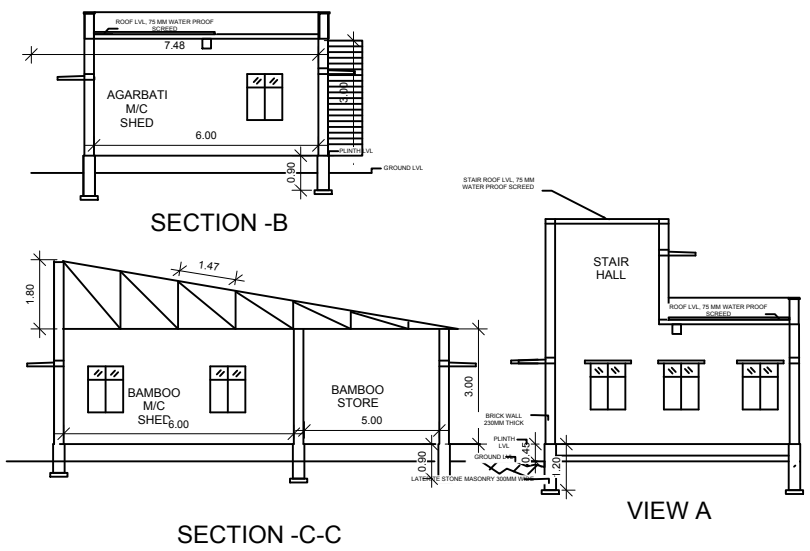 ROOF LVL, 75 MM WATER PROOF
SCREED
7.48
AGARBATI
M/C
SHED
3.00
6.00
PLINTH LVL
0.90
GROUND LVL
SECTION -B
1.80
1.47
BAMBOO
M/C
SHED
6.00
BAMBOO
STORE
5.00
3.00
0.90
SECTION -C-C
STAIR ROOF LVL, 75 MM
WATER PROOF SCREED
STAIR
HALL
ROOF LVL, 75 MM WATER PROOF
SCREED
BRICK WALL
230MM THICK
PLINTH
LVL
GROUND LVL
0.45
1.20
LATERITE STONE MASONRY 300MM WIDE
VIEW A